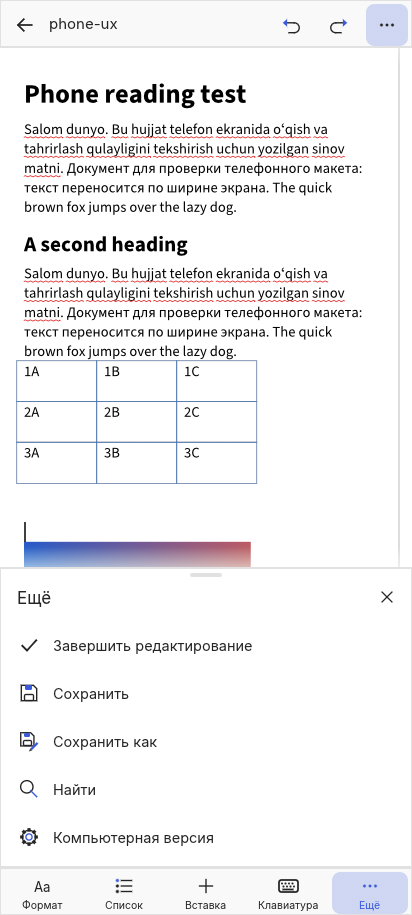 phone-ux
Phone reading test
Salom dunyo. Bu hujjat telefon ekranida oʻqish va
tahrirlash qulayligini tekshirish uchun yozilgan sinov
matni. Документ для проверки телефонного макета:
текст переносится по ширине экрана. The quick
brown fox jumps over the lazy dog.
A second heading
Salom dunyo. Bu hujjat telefon ekranida oʻqish va
tahrirlash qulayligini tekshirish uchun yozilgan sinov
matni. Документ для проверки телефонного макета:
текст переносится по ширине экрана. The quick
brown fox jumps over the lazy dog.
1A 1B 1C
2A 2B 2C
3A 3B 3C
Ещё
Завершить редактирование
Сохранить
Сохранить как
Найти
Компьютерная версия
Aa
Формат Список Вставка Клавиатура Ещё